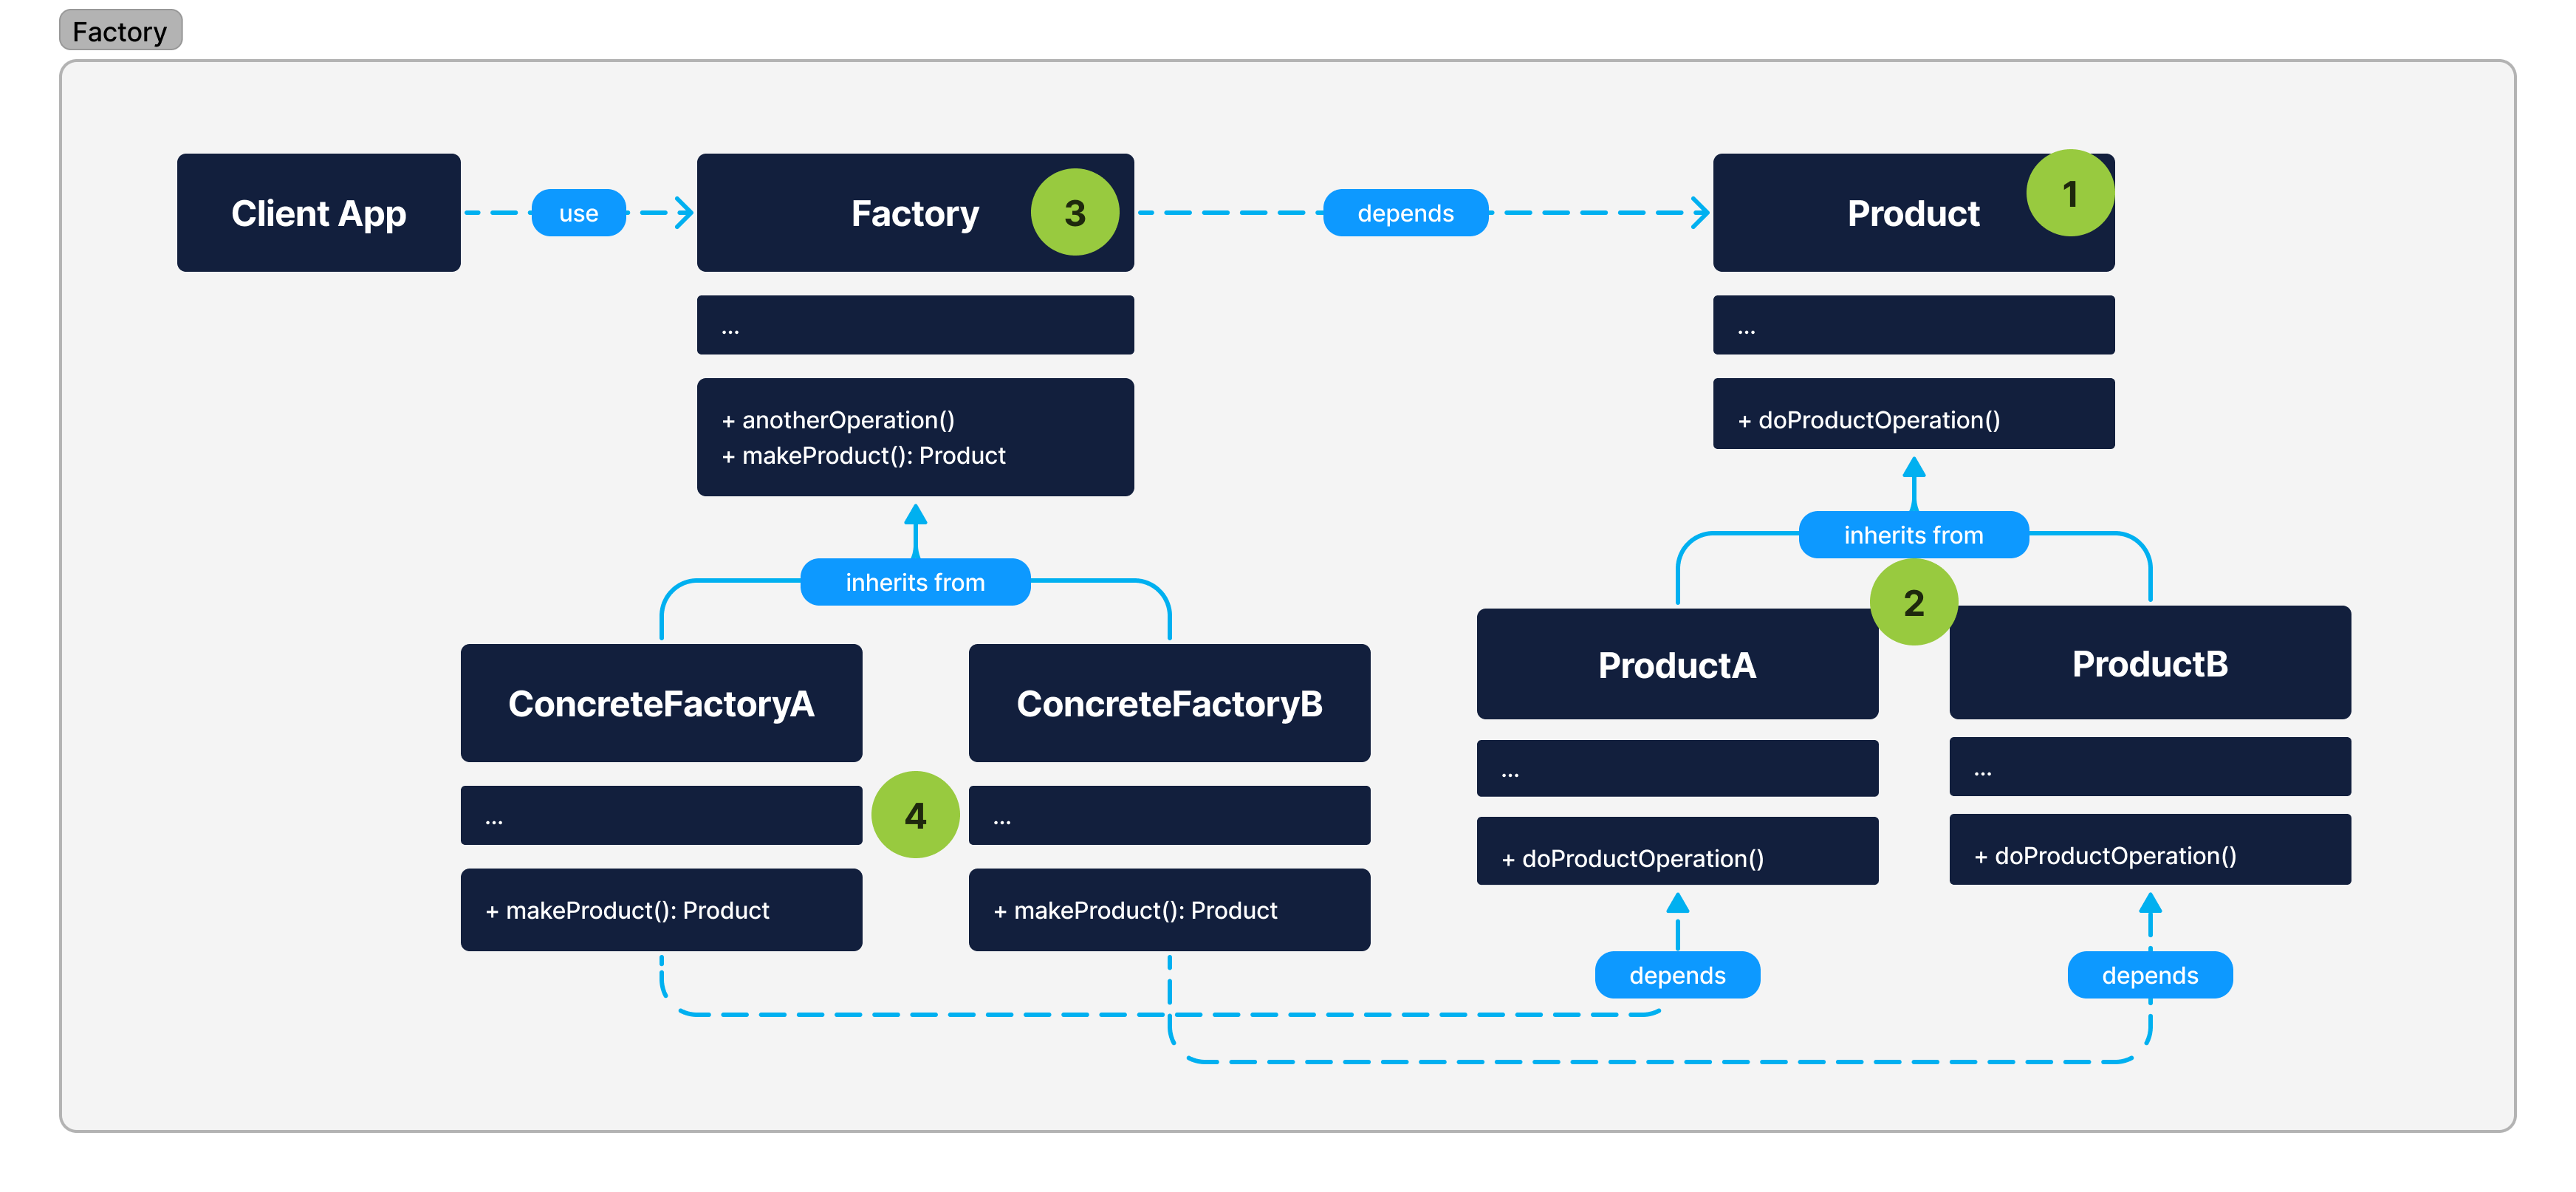 Factory
Client App
use
Factory
3
depends
Product
1
...
+ anotherOperation()
+ makeProduct(): Product
...
+ doProductOperation()
inherits from
inherits from
2
ConcreteFactoryA
...
+ makeProduct(): Product
4
ConcreteFactoryB
...
+ makeProduct(): Product
ProductA
...
+ doProductOperation()
ProductB
...
+ doProductOperation()
depends
depends